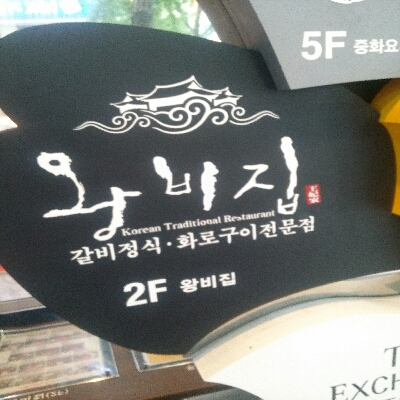 5F 중화요
왕비집
Korean Traditional Restaurant
갈비정식·화로구이전문점
2F 왕비집
T
EXCH